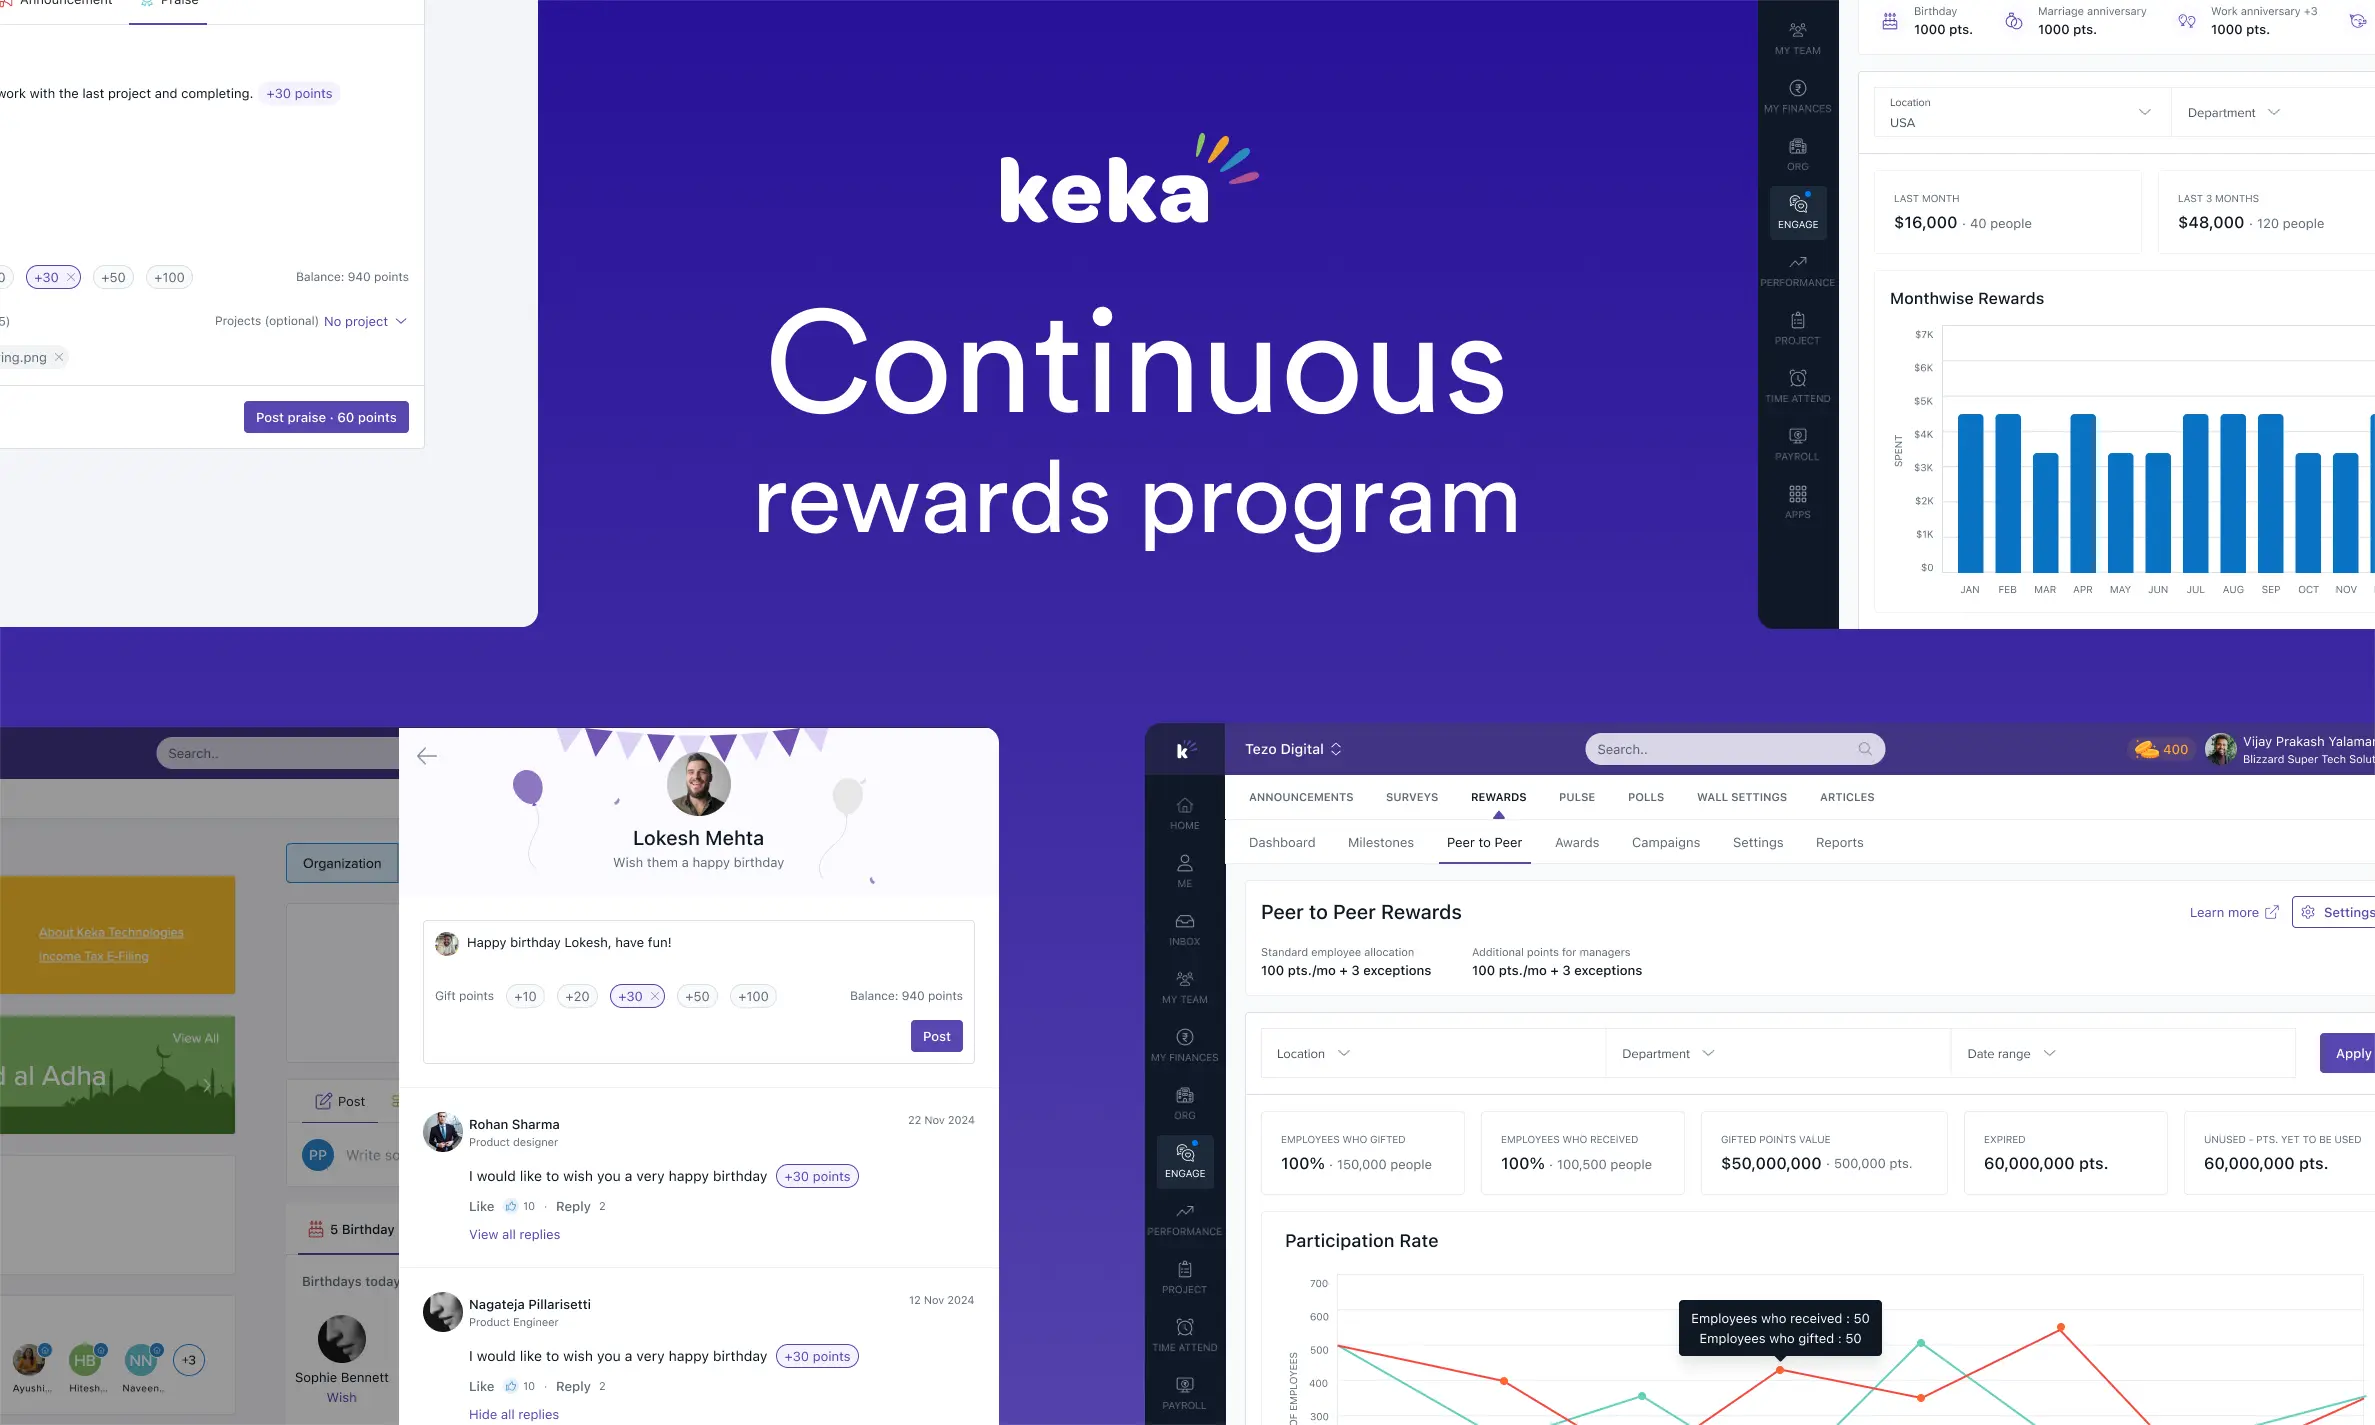 Announcement
Praise
work with the last project and completing. +30 points
+30
+50
+100
Balance: 940 points
Projects (optional) No project
ing.png
Post praise · 60 points
keka
Continuous
rewards program
MY TEAM
MY FINANCES
ORG
ENGAGE
PERFORMANCE
PROJECT
TIME ATTEND
PAYROLL
APPS
Birthday
1000 pts.
Marriage anniversary
1000 pts.
Work anniversary +3
1000 pts.
Location
USA
Department
LAST MONTH
$16,000 · 40 people
LAST 3 MONTHS
$48,000 · 120 people
Monthwise Rewards
SPENT
$7K
$6K
$5K
$4K
$3K
$2K
$1K
$0
JAN FEB MAR APR MAY JUN JUL AUG SEP OCT NOV
Search..
Organization
About Keka Technologies
Income Tax E-Filing
View All
d al Adha
Post
PP
Write so
5 Birthday
Birthdays today
Sophie Bennett
Wish
HB
NN
+3
Ayushi...
Hitesh...
Naveen..
Lokesh Mehta
Wish them a happy birthday
Happy birthday Lokesh, have fun!
Gift points +10 +20 +30 +50 +100 Balance: 940 points
Post
Rohan Sharma
22 Nov 2024
Product designer
I would like to wish you a very happy birthday +30 points
Like 10 · Reply 2
View all replies
Nagateja Pillarisetti
12 Nov 2024
Product Engineer
I would like to wish you a very happy birthday +30 points
Like 10 · Reply 2
Hide all replies
k
Tezo Digital
Search..
400
Vijay Prakash Yalamar
Blizzard Super Tech Solut
HOME
ME
INBOX
MY TEAM
MY FINANCES
ORG
ENGAGE
PERFORMANCE
PROJECT
TIME ATTEND
PAYROLL
ANNOUNCEMENTS SURVEYS REWARDS PULSE POLLS WALL SETTINGS ARTICLES
Dashboard Milestones Peer to Peer Awards Campaigns Settings Reports
Peer to Peer Rewards
Learn more
Settings
Standard employee allocation
100 pts./mo + 3 exceptions
Additional points for managers
100 pts./mo + 3 exceptions
Location
Department
Date range
Apply
EMPLOYEES WHO GIFTED
100% · 150,000 people
EMPLOYEES WHO RECEIVED
100% · 100,500 people
GIFTED POINTS VALUE
$50,000,000 · 500,000 pts.
EXPIRED
60,000,000 pts.
UNUSED - PTS. YET TO BE USED
60,000,000 pts.
Participation Rate
OF EMPLOYEES
700
600
500
400
300
Employees who received : 50
Employees who gifted : 50